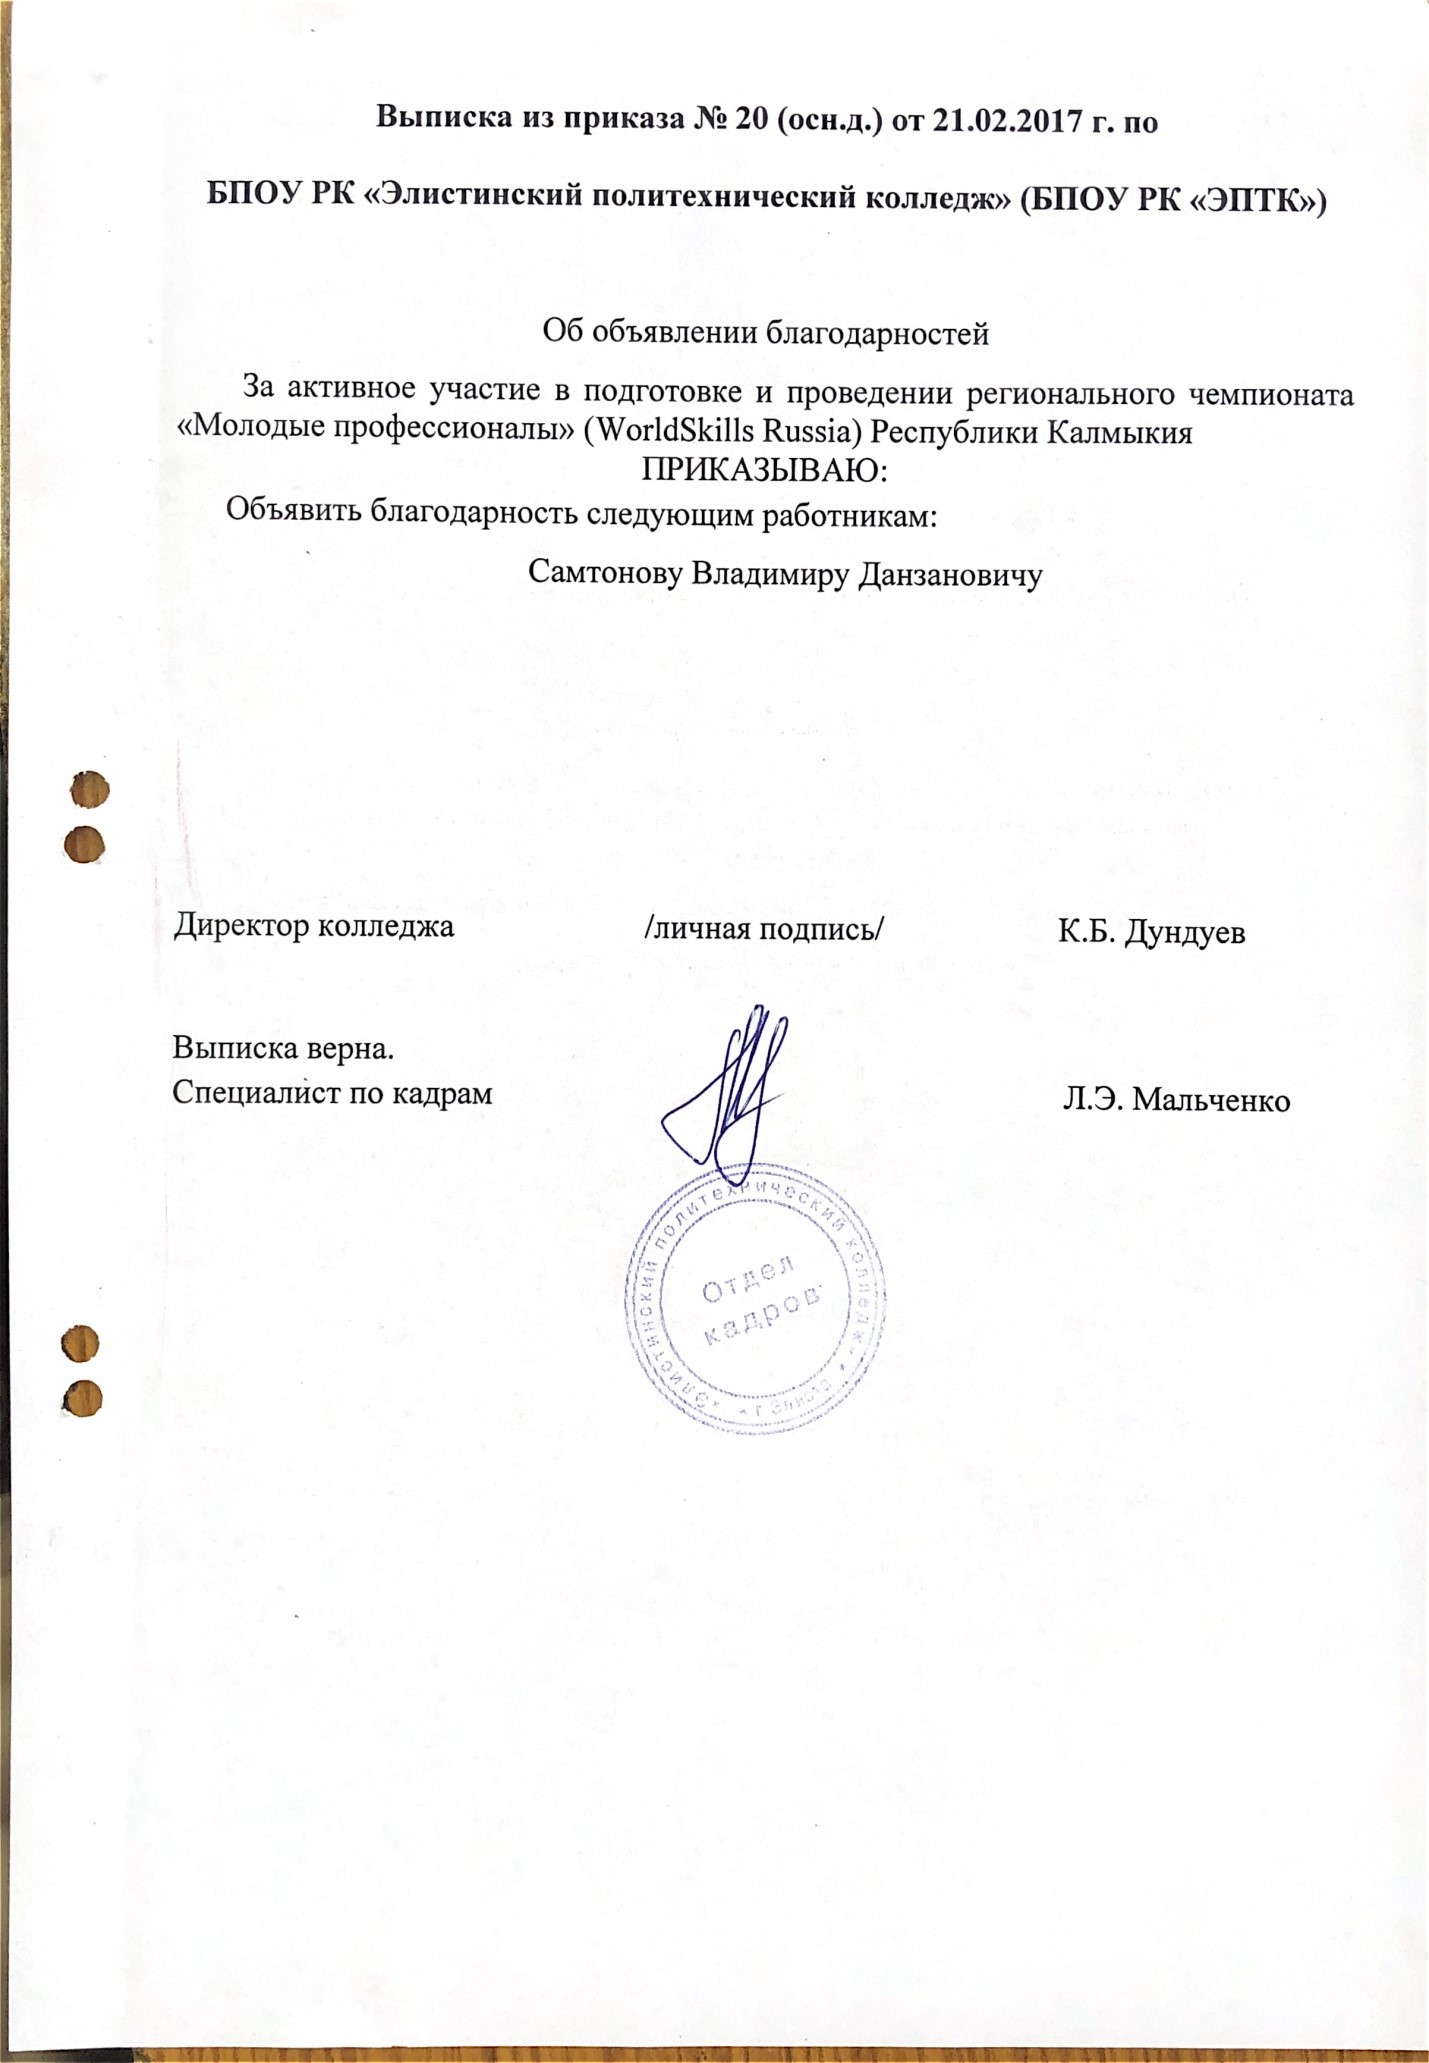 Выписка из приказа № 20 (осн.д.) от 21.02.2017 г. по
БПОУ РК «Элистинский политехнический колледж» (БПОУ РК «ЭПТК»)
Об объявлении благодарностей
За активное участие в подготовке и проведении регионального чемпионата
«Молодые профессионалы» (WorldSkills Russia) Республики Калмыкия
ПРИКАЗЫВАЮ:
Объявить благодарность следующим работникам:
Самтонову Владимиру Данзановичу
Директор колледжа /личная подпись/ К.Б. Дундуев
Выписка верна.
Специалист по кадрам Л.Э. Мальченко
«Элистинский политехнический колледж»
Отдел
кадров
* г Элиста *